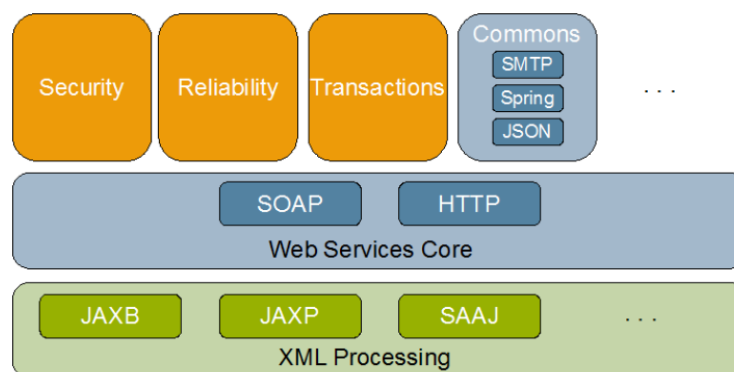 Security
Reliability
Transactions
Commons
SMTP
Spring
JSON
. . .
SOAP
HTTP
Web Services Core
JAXB
JAXP
SAAJ
. . .
XML Processing